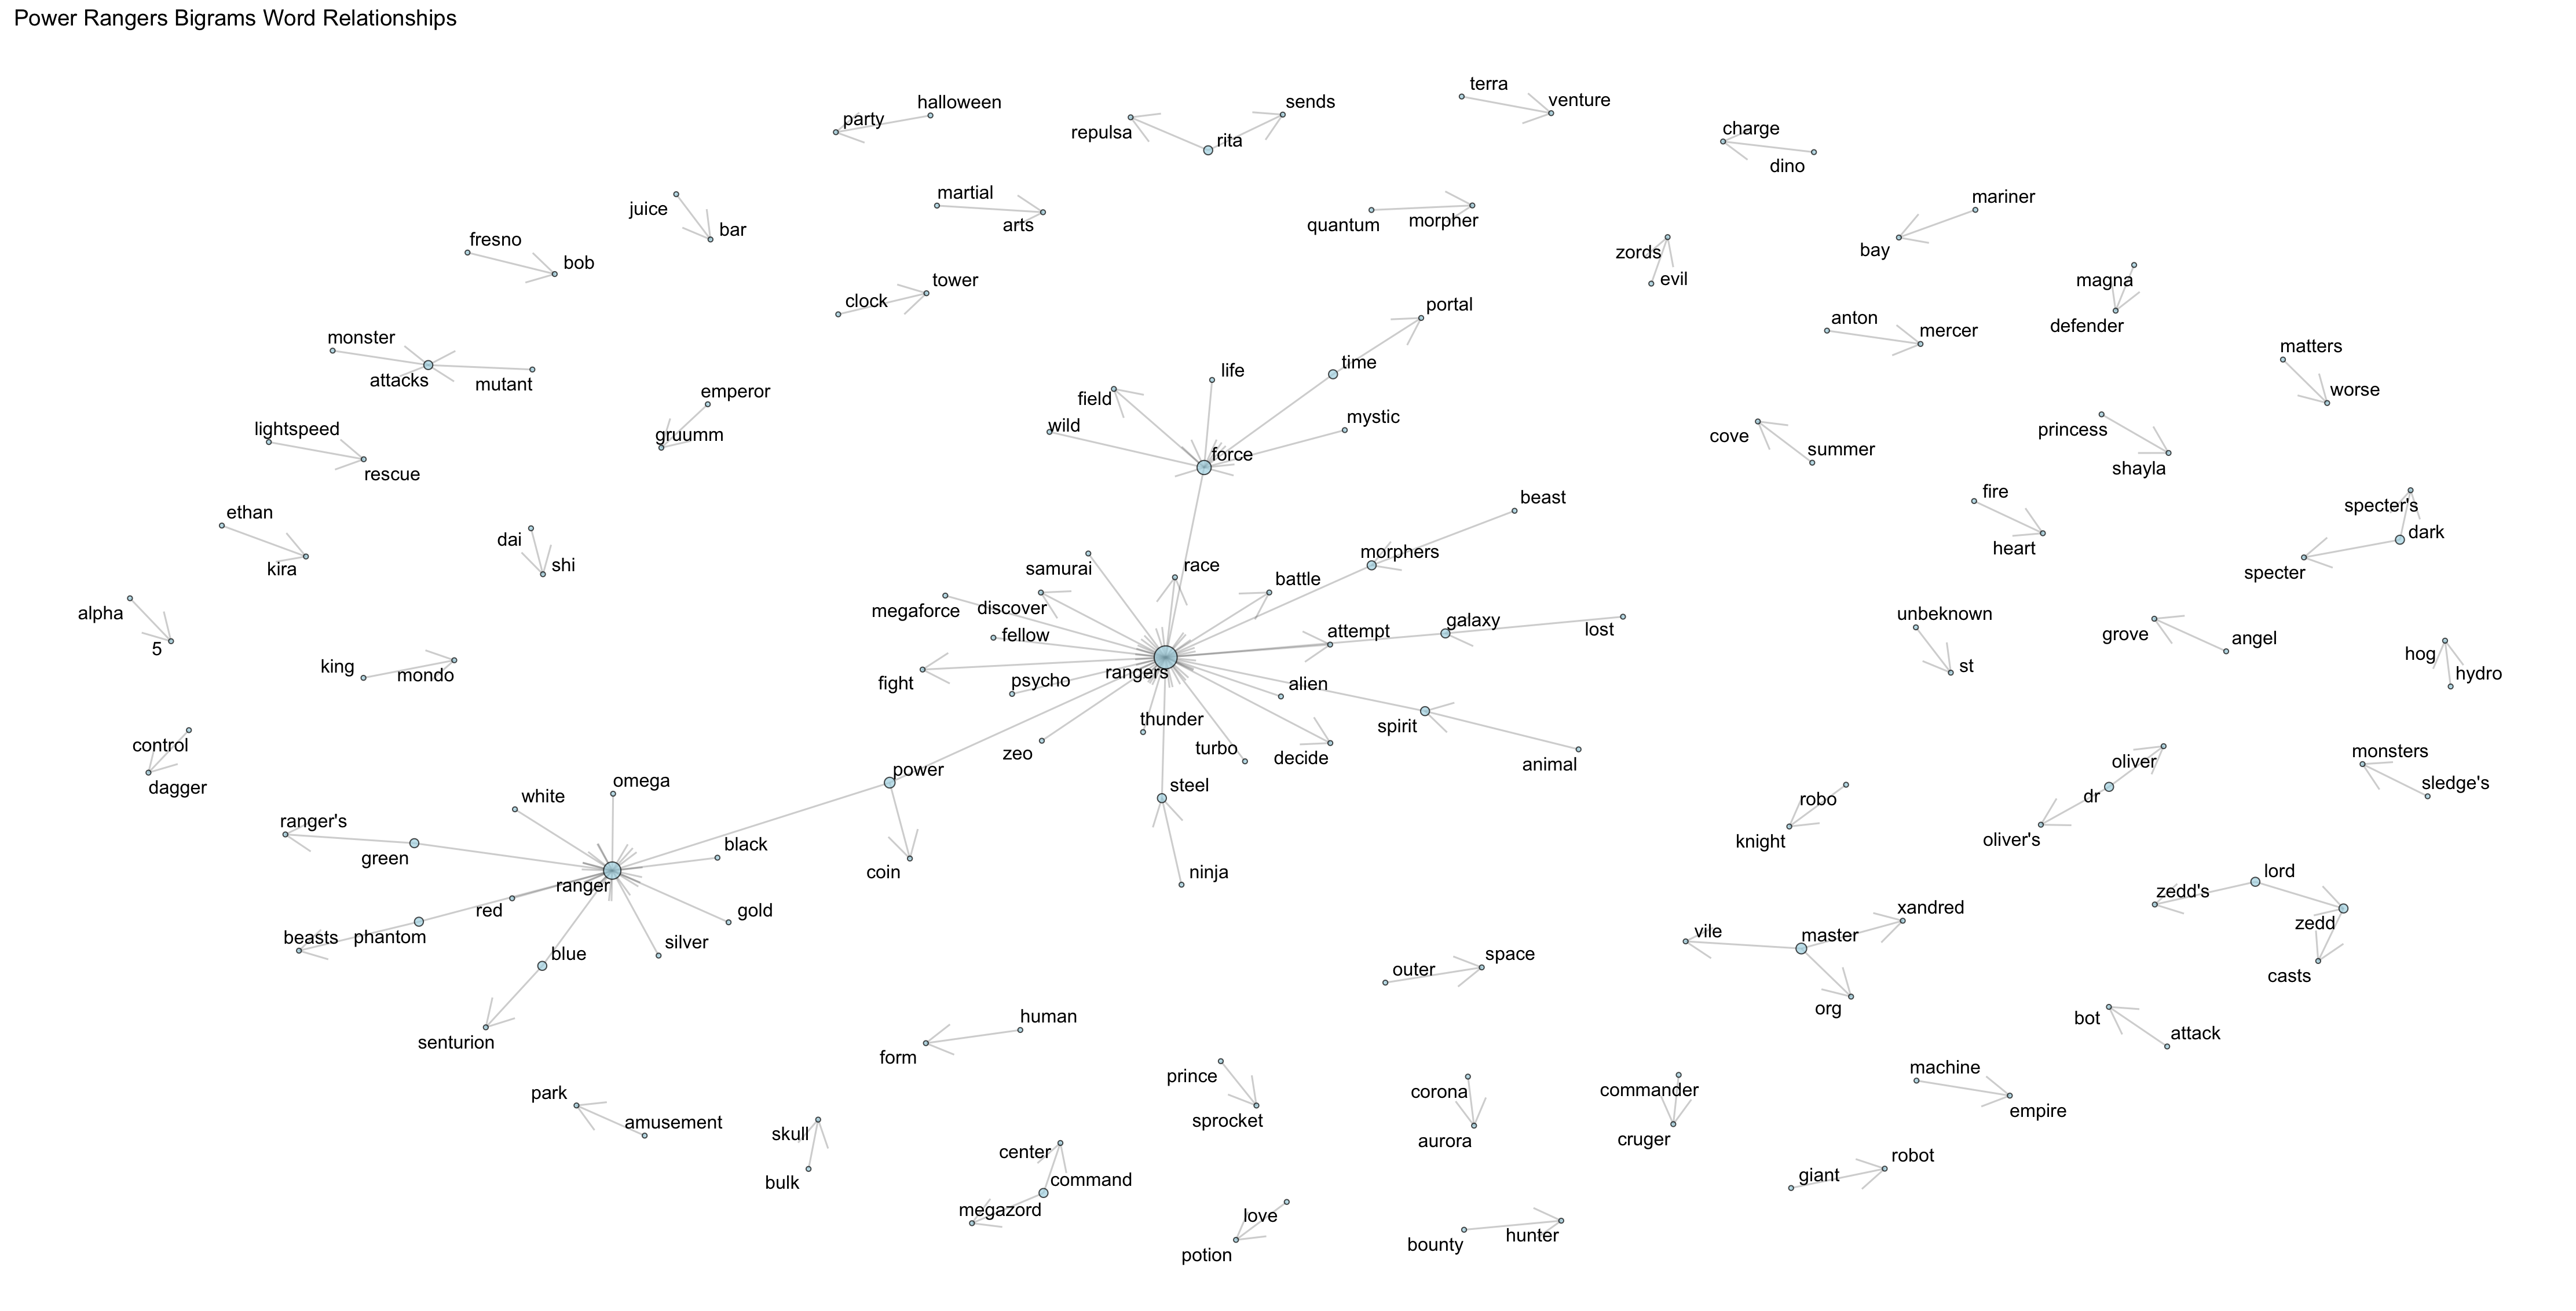 Power Rangers Bigrams Word Relationships
terra
venture
halloween
party
sends
repulsa
rita
charge
dino
martial
arts
juice
bar
quantum
morpher
mariner
bay
fresno
bob
zords
evil
clock
tower
magna
defender
portal
anton
mercer
monster
attacks
mutant
matters
worse
time
life
field
wild
mystic
force
emperor
gruumm
lightspeed
rescue
cove
summer
princess
shayla
beast
fire
heart
specter's
dark
specter
ethan
kira
dai
shi
samurai
race
battle
morphers
megaforce
discover
fellow
attempt
galaxy
lost
alpha
5
unbeknown
st
grove
angel
hog
hydro
king
mondo
fight
psycho
rangers
alien
spirit
animal
thunder
zeo
turbo
decide
control
dagger
power
coin
steel
ninja
oliver
dr
oliver's
monsters
sledge's
robo
knight
white
omega
ranger's
green
black
ranger
red
gold
beasts
phantom
silver
blue
senturion
lord
zedd's
zedd
casts
vile
master
xandred
org
outer
space
human
form
bot
attack
park
amusement
prince
sprocket
corona
aurora
commander
cruger
machine
empire
skull
bulk
center
command
megazord
giant
robot
love
potion
bounty
hunter